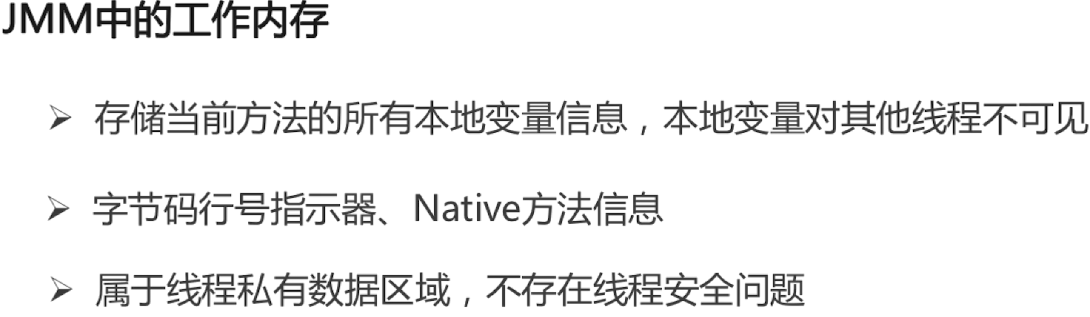 JMM中的工作内存
➢ 存储当前方法的所有本地变量信息，本地变量对其他线程不可见
➢ 字节码行号指示器、Native方法信息
➢ 属于线程私有数据区域，不存在线程安全问题